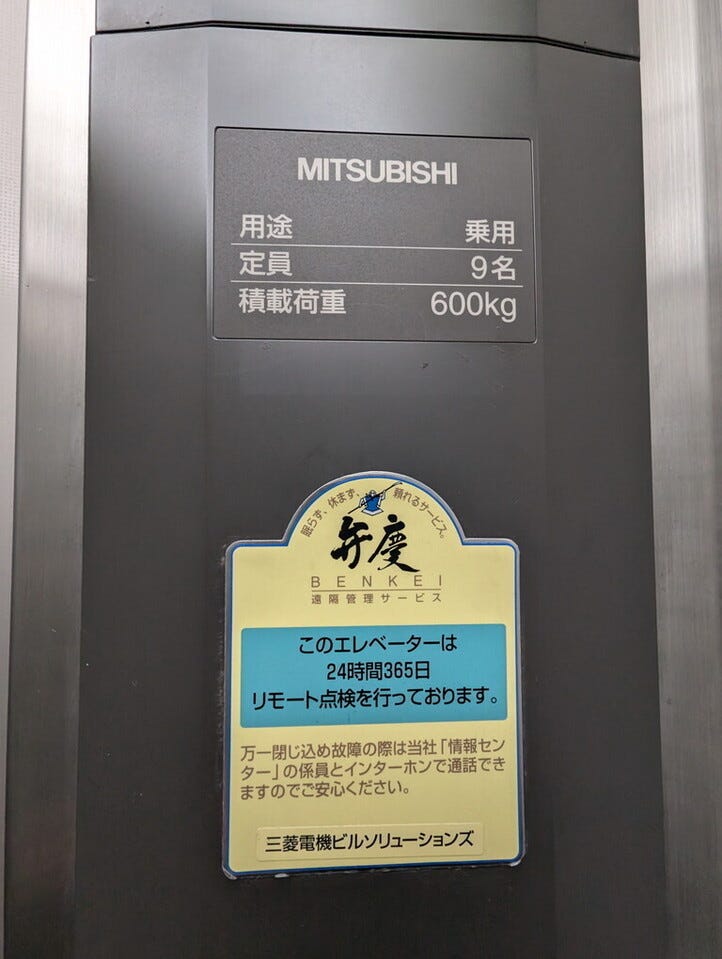 MITSUBISHI
用途 乗用
定員 9名
積載荷重 600kg
眠らず、休まず、頼れるサービス。
弁慶
BENKEI
遠隔管理サービス
このエレベーターは
24時間365日
リモート点検を行っております。
万一閉じ込め故障の際は当社「情報セン
ター」の係員とインターホンで通話でき
ますのでご安心ください。
三菱電機ビルソリューションズ